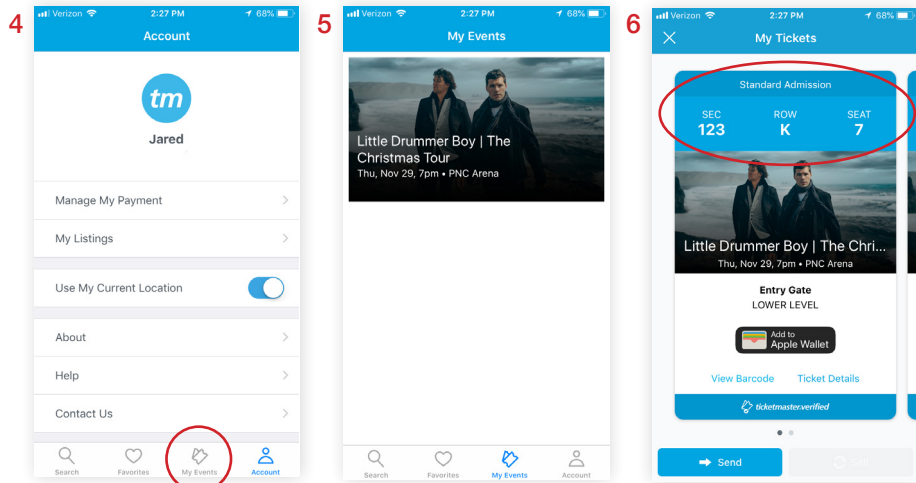 4
Verizon 2:27 PM 68%
Account
tm
Jared
Manage My Payment
My Listings
Use My Current Location
About
Help
Contact Us
Search Favorites My Events Account
5
Verizon 2:27 PM 68%
My Events
Little Drummer Boy | The
Christmas Tour
Thu, Nov 29, 7pm • PNC Arena
Search Favorites My Events Account
6
Verizon 2:27 PM 68%
My Tickets
Standard Admission
SEC ROW SEAT
123 K 7
Little Drummer Boy | The Chri...
Thu, Nov 29, 7pm • PNC Arena
Entry Gate
LOWER LEVEL
Add to
Apple Wallet
View Barcode Ticket Details
ticketmaster.verified
Send